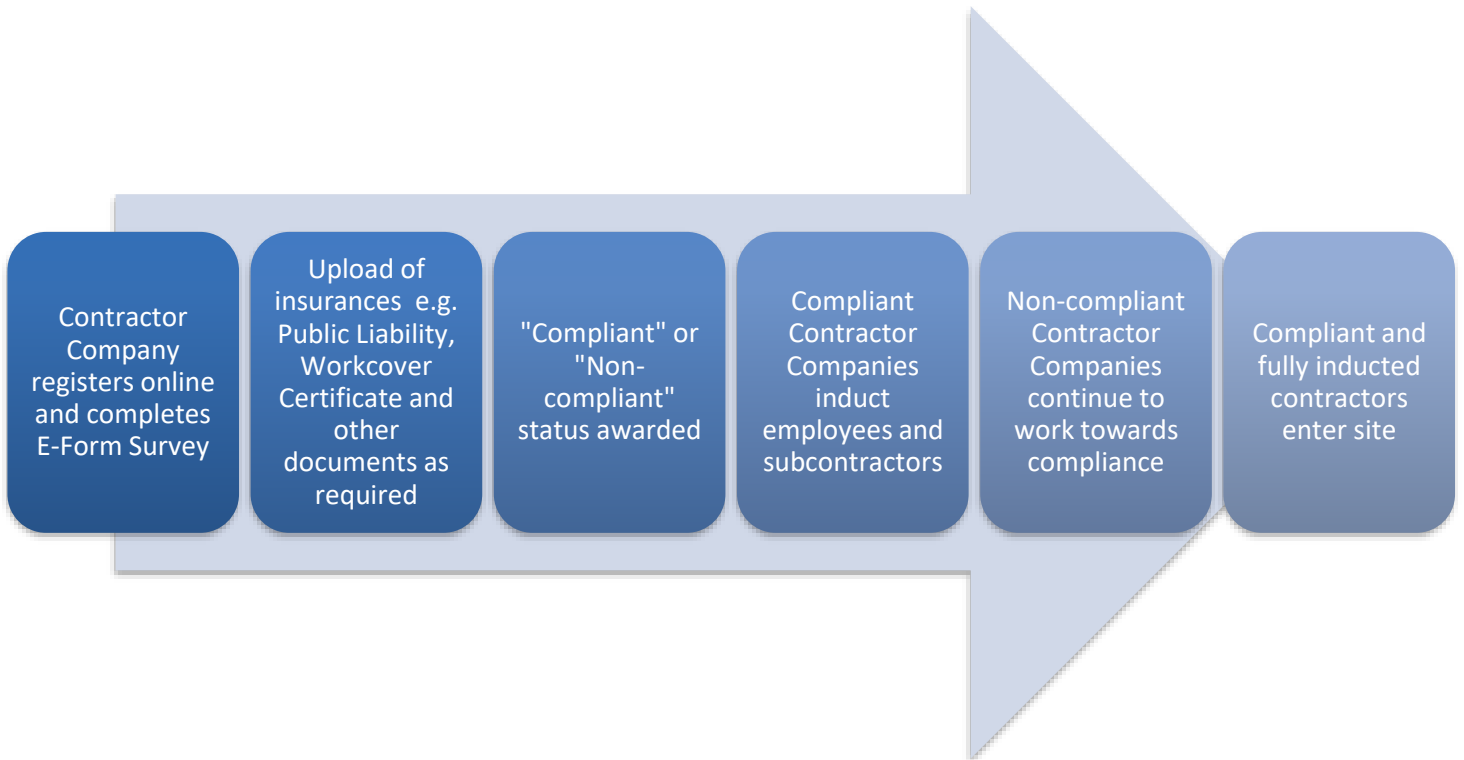 Contractor
Company
registers online
and completes
E-Form Survey
Upload of
insurances e.g.
Public Liability,
Workcover
Certificate and
other
documents as
required
"Compliant" or
"Non-
compliant"
status awarded
Compliant
Contractor
Companies
induct
employees and
subcontractors
Non-compliant
Contractor
Companies
continue to
work towards
compliance
Compliant and
fully inducted
contractors
enter site